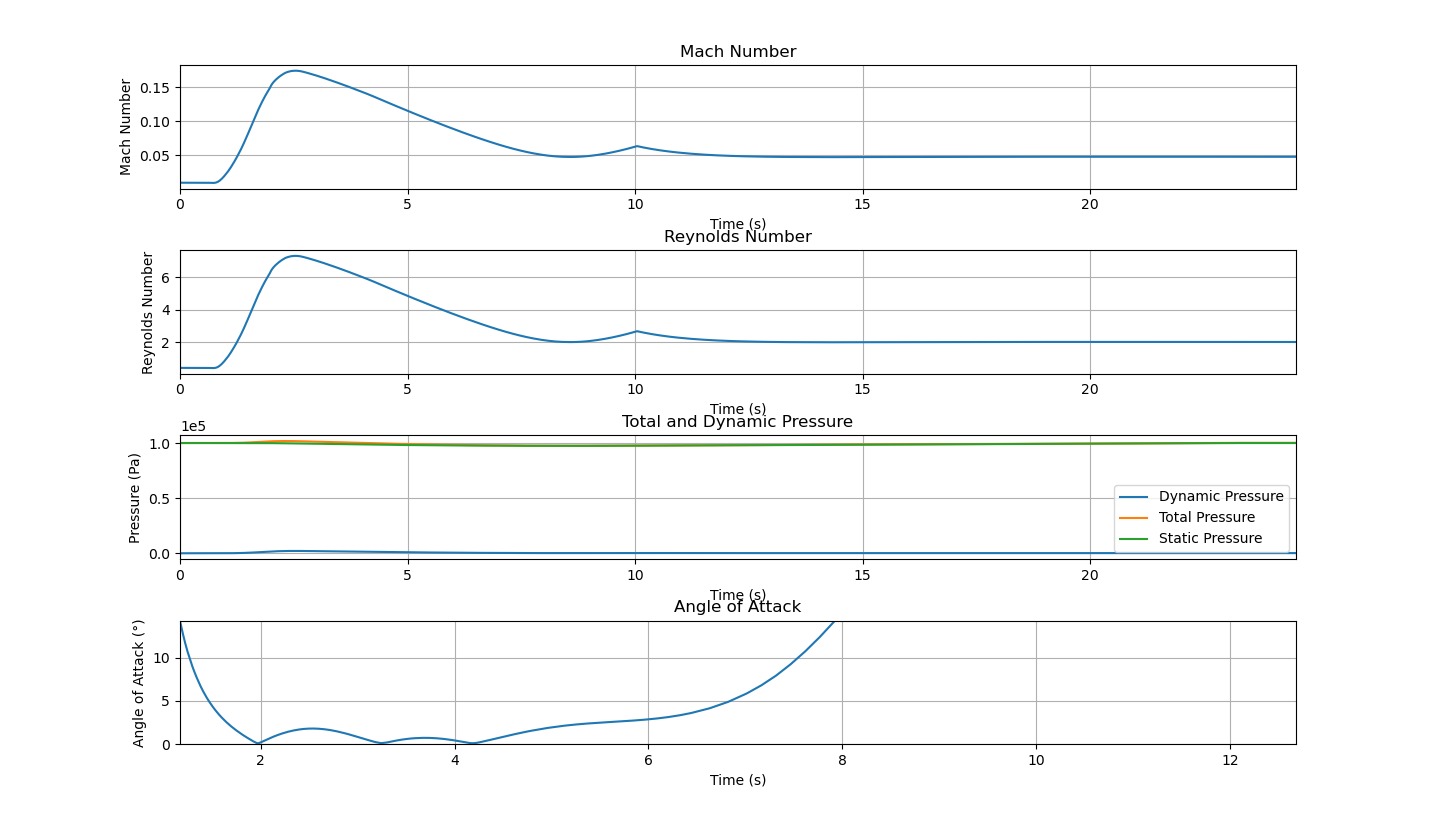 Mach Number
Mach Number
0.15
0.10
0.05
0 5 10 15 20
Time (s)
Reynolds Number
Reynolds Number
6
4
2
0 5 10 15 20
Time (s)
Total and Dynamic Pressure
1e5
Pressure (Pa)
1.0
0.5
0.0
Dynamic Pressure
Total Pressure
Static Pressure
0 5 10 15 20
Time (s)
Angle of Attack
Angle of Attack (°)
10
5
0
2 4 6 8 10 12
Time (s)